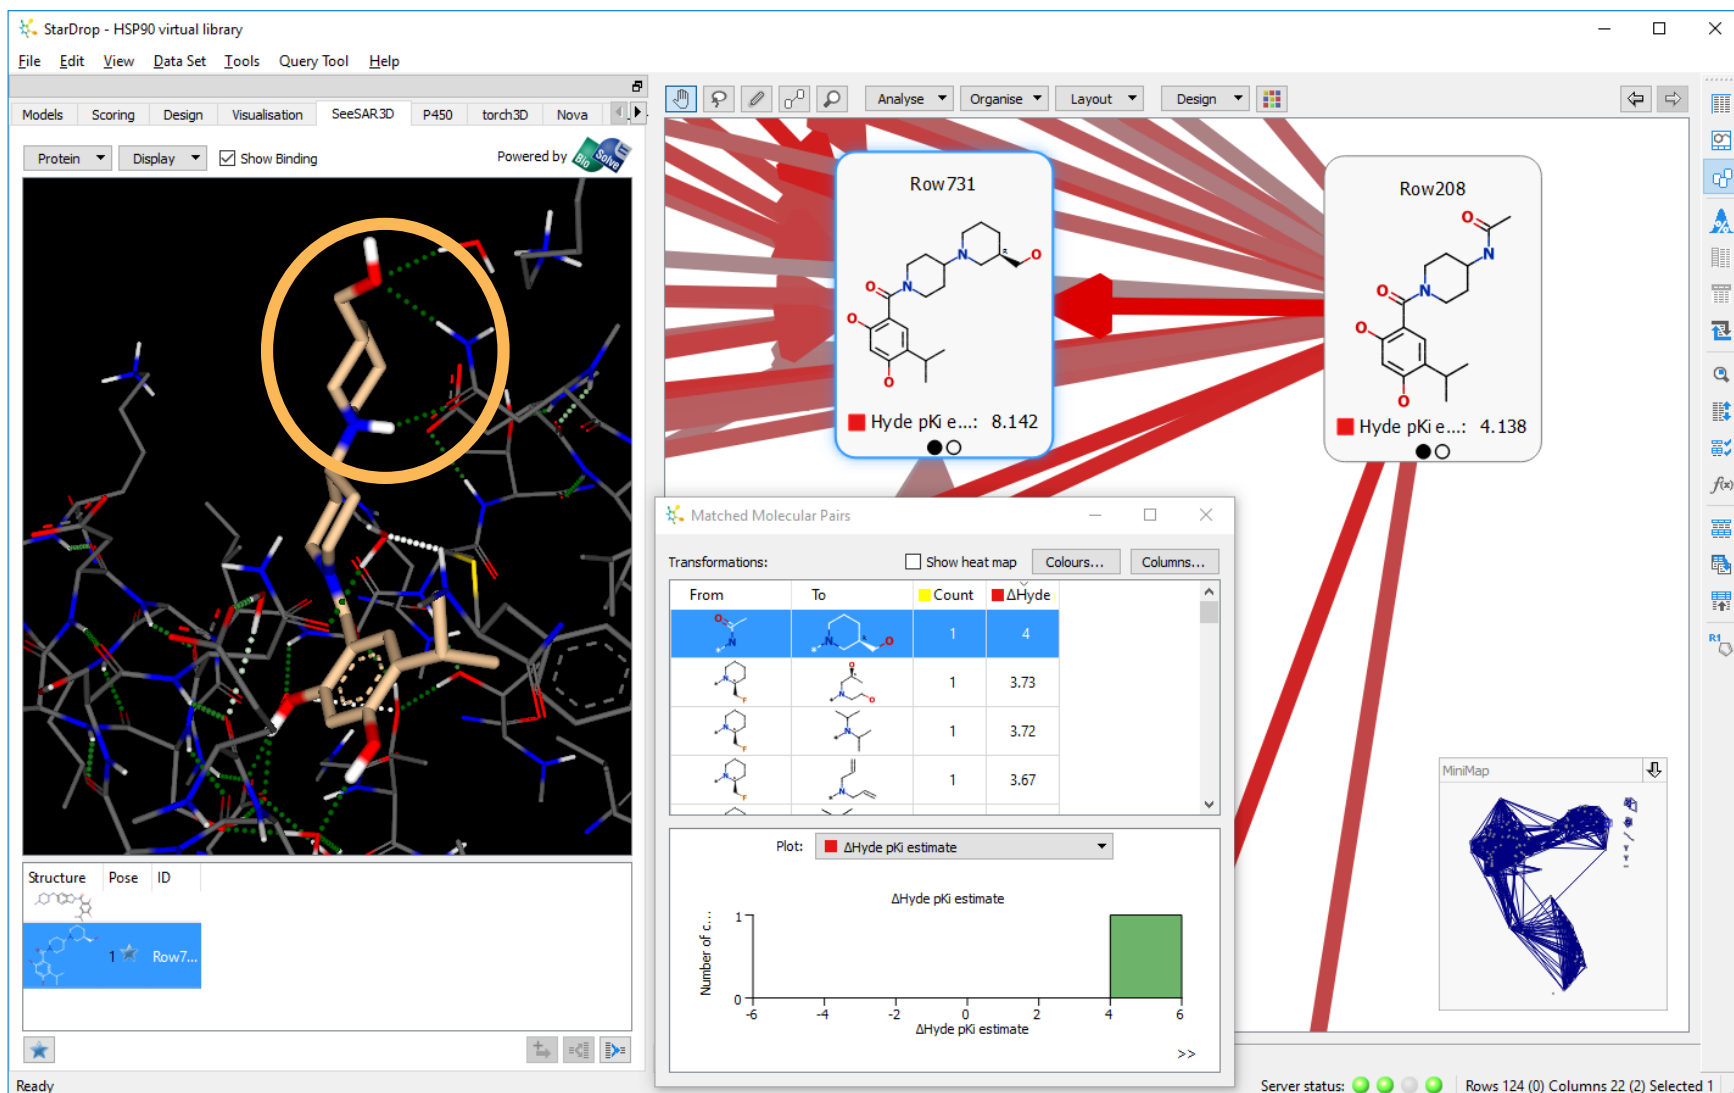 StarDrop - HSP90 virtual library
File Edit View Data Set Tools Query Tool Help
Models Scoring Design Visualisation SeeSAR3D P450 torch3D Nova
Protein Display Show Binding Powered by BioSolve
Analyse Organise Layout Design
Row731
N
O
N
O
O
O
Hyde pKi e...: 8.142
Row208
O
N
N
O
O
O
Hyde pKi e...: 4.138
Matched Molecular Pairs
Transformations: Show heat map Colours... Columns...
From To Count ΔHyde
1 4
1 3.73
1 3.72
1 3.67
Plot: ΔHyde pKi estimate
ΔHyde pKi estimate
Number of c...
1
0
-6 -4 -2 0 2 4 6
ΔHyde pKi estimate
>>
MiniMap
f(x)
R1
Structure Pose ID
1 Row7...
Ready
Server status: Rows 124 (0) Columns 22 (2) Selected 1